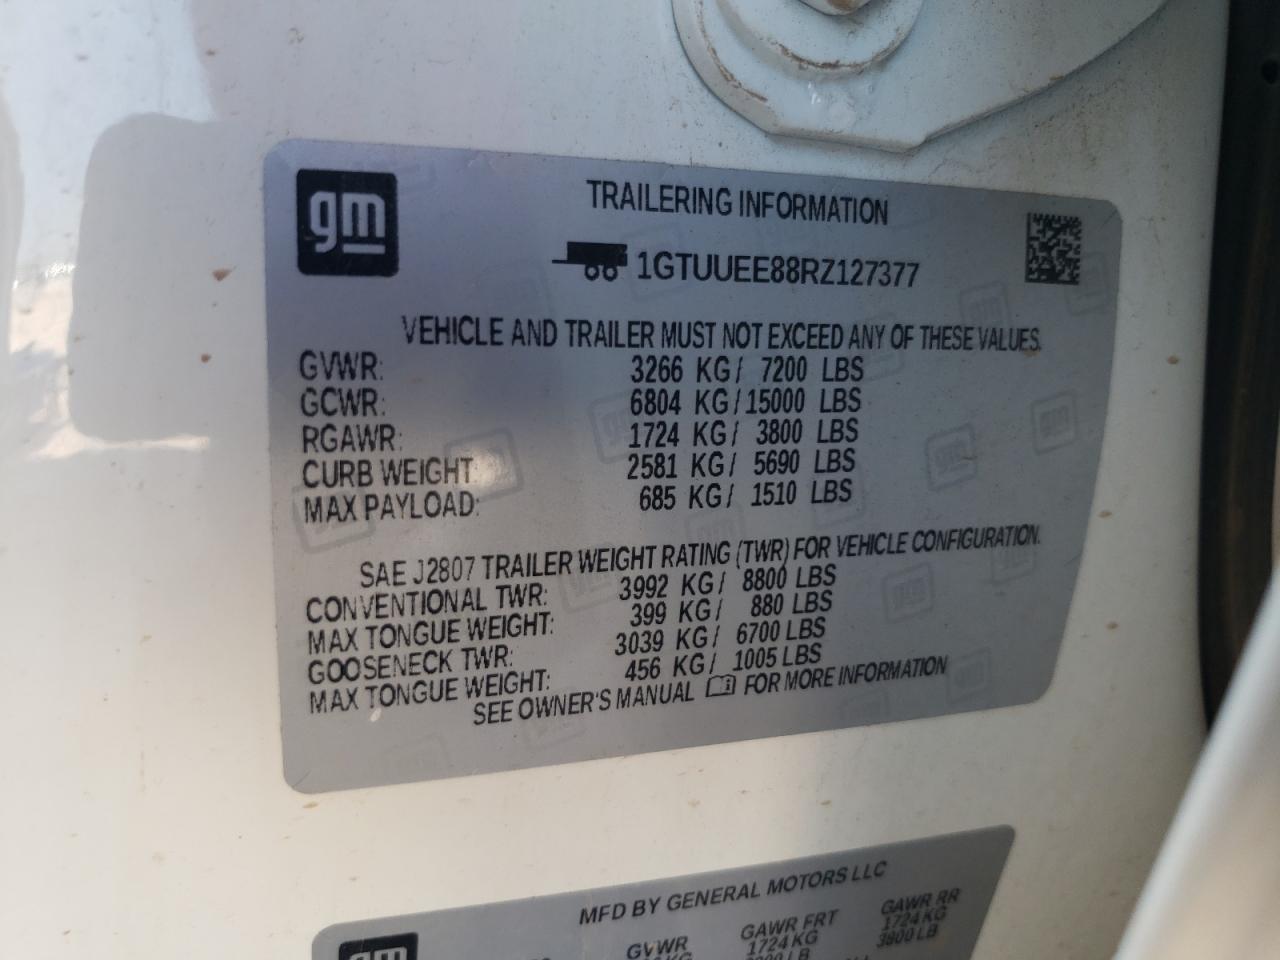 gm
TRAILERING INFORMATION
1GTUUEE88RZ127377
VEHICLE AND TRAILER MUST NOT EXCEED ANY OF THESE VALUES.
GVWR: 3266 KG/ 7200 LBS
GCWR: 6804 KG/15000 LBS
RGAWR: 1724 KG/ 3800 LBS
CURB WEIGHT: 2581 KG/ 5690 LBS
MAX PAYLOAD: 685 KG/ 1510 LBS
SAE J2807 TRAILER WEIGHT RATING (TWR) FOR VEHICLE CONFIGURATION.
CONVENTIONAL TWR: 3992 KG/ 8800 LBS
MAX TONGUE WEIGHT: 399 KG/ 880 LBS
GOOSENECK TWR: 3039 KG/ 6700 LBS
MAX TONGUE WEIGHT: 456 KG/ 1005 LBS
SEE OWNER'S MANUAL FOR MORE INFORMATION
MFD BY GENERAL MOTORS LLC
gm
GVWR GAWR FRT GAWR RR
KG 1724 KG 1724 KG
LB 3800 LB